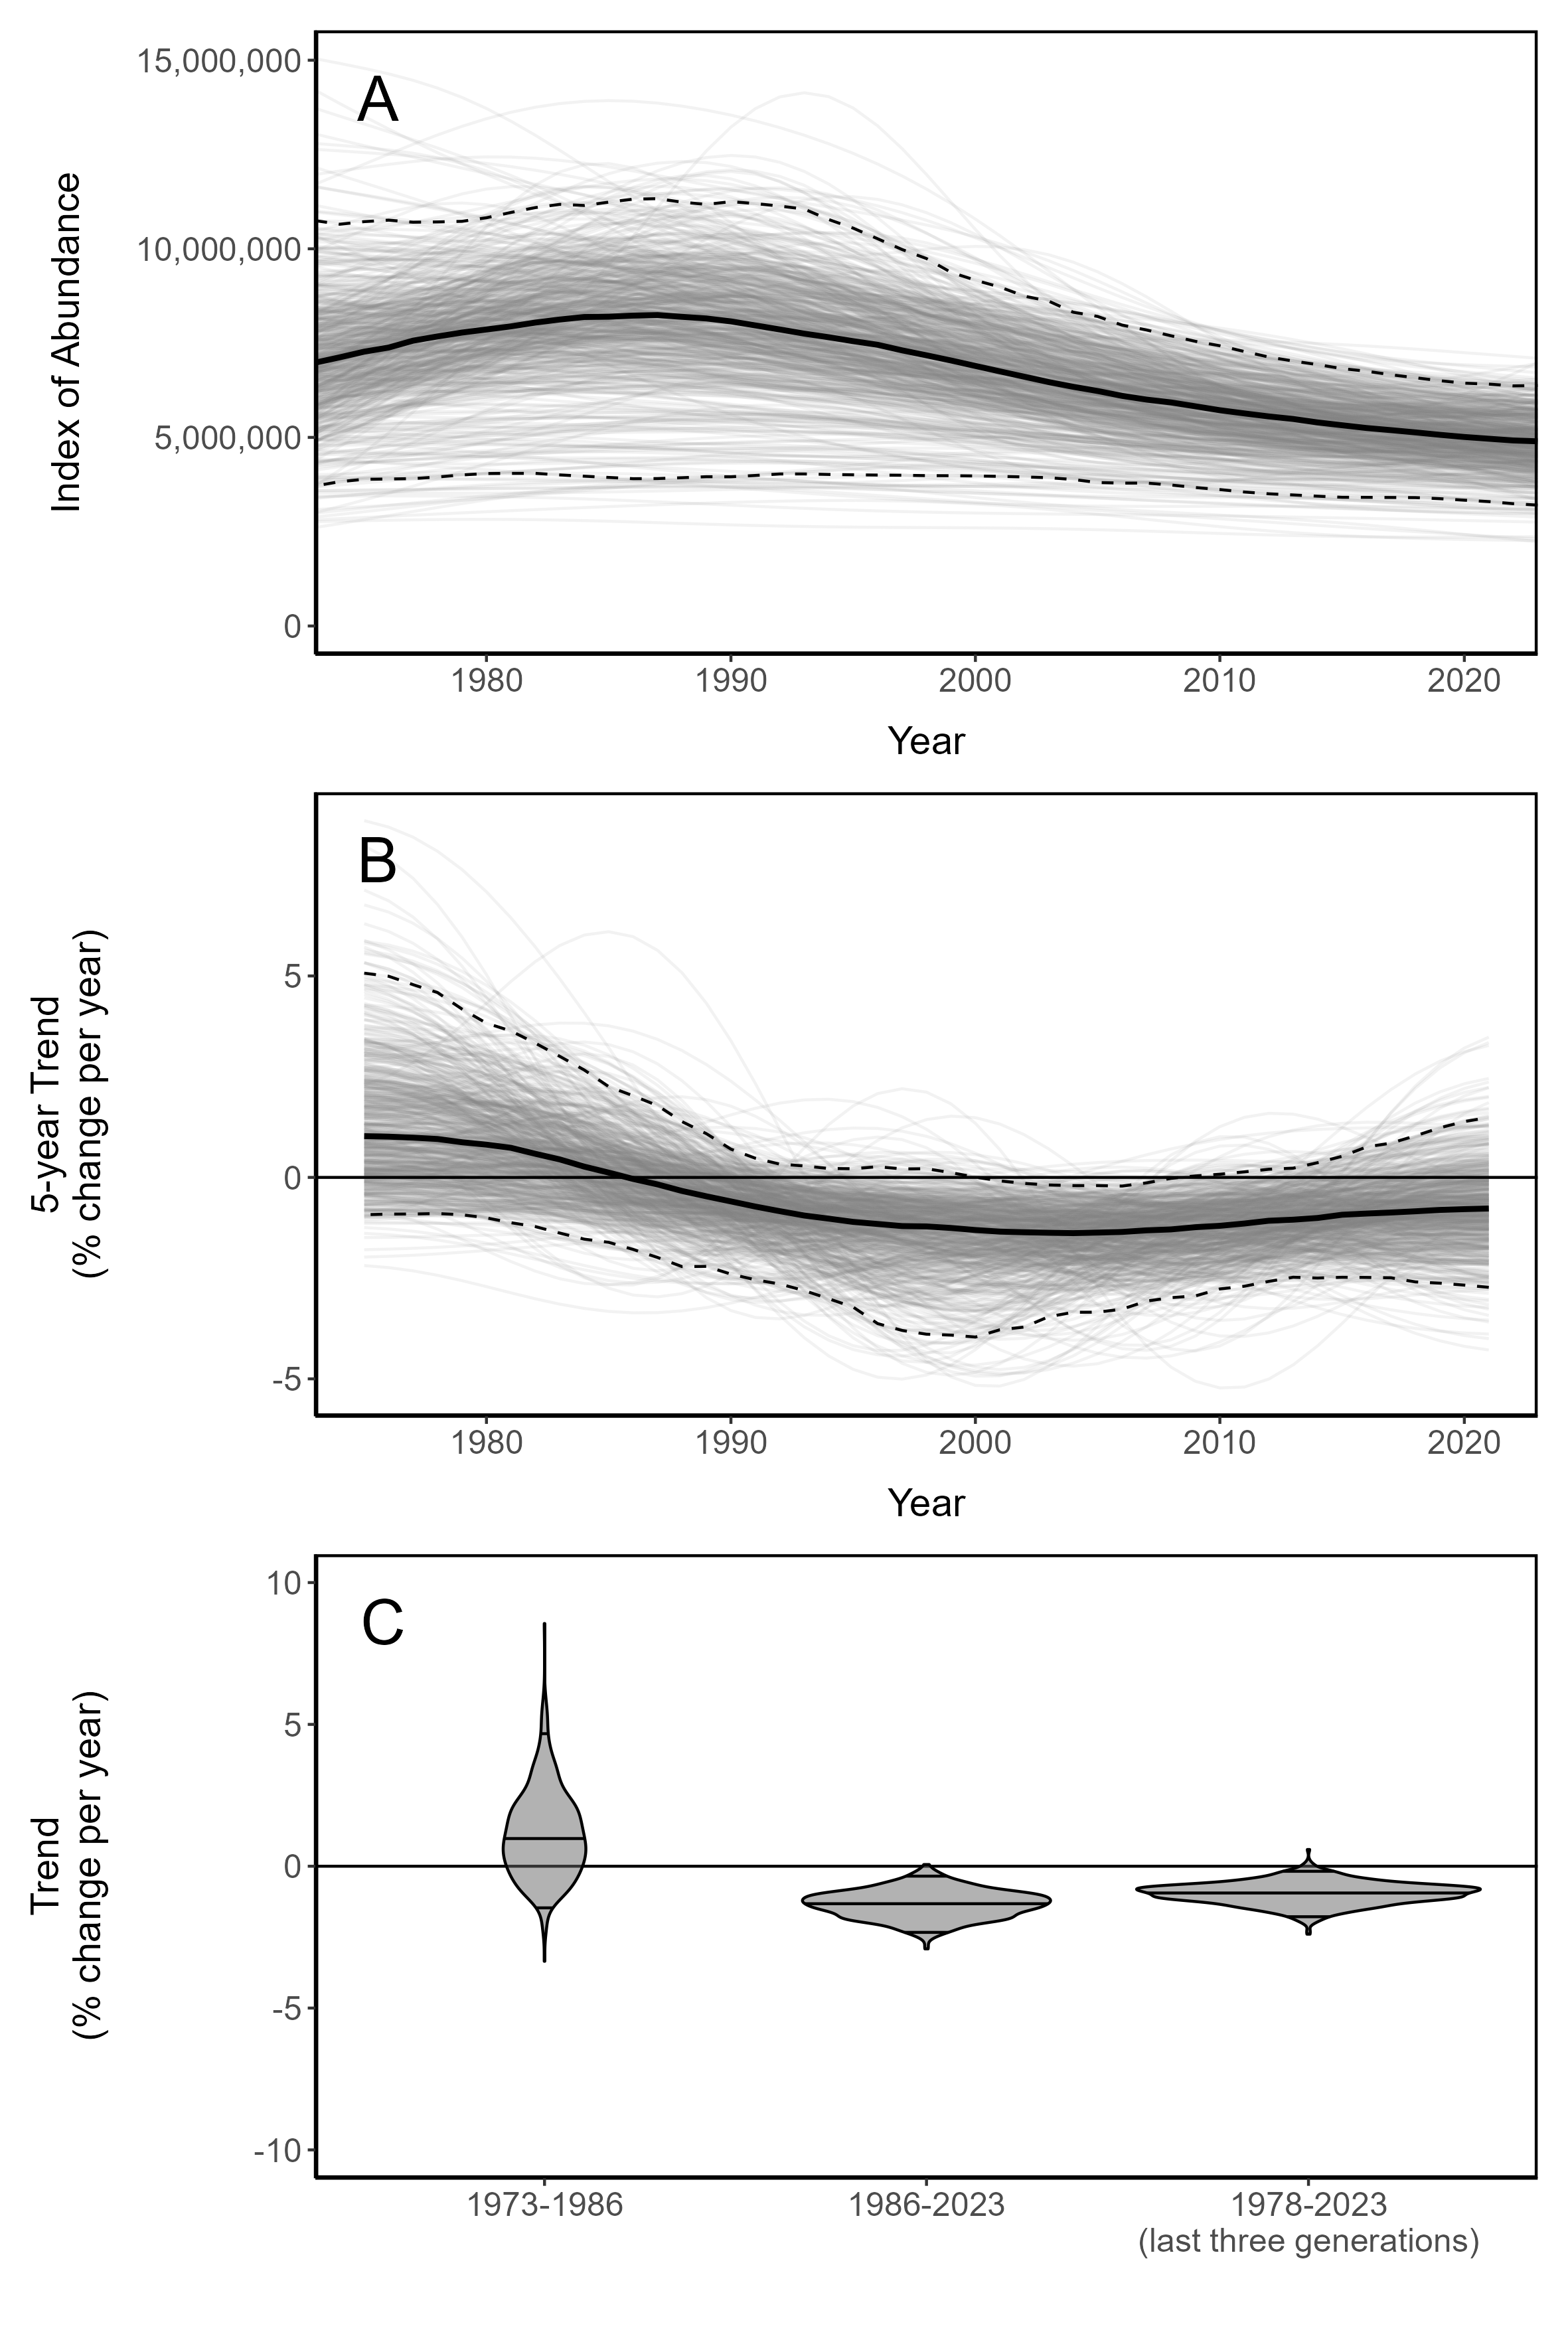 A
15,000,000
10,000,000
5,000,000
0
Index of Abundance
1980 1990 2000 2010 2020
Year
B
5
0
-5
5-year Trend
(% change per year)
1980 1990 2000 2010 2020
Year
C
10
5
0
-5
-10
Trend
(% change per year)
1973-1986 1986-2023 1978-2023
(last three generations)